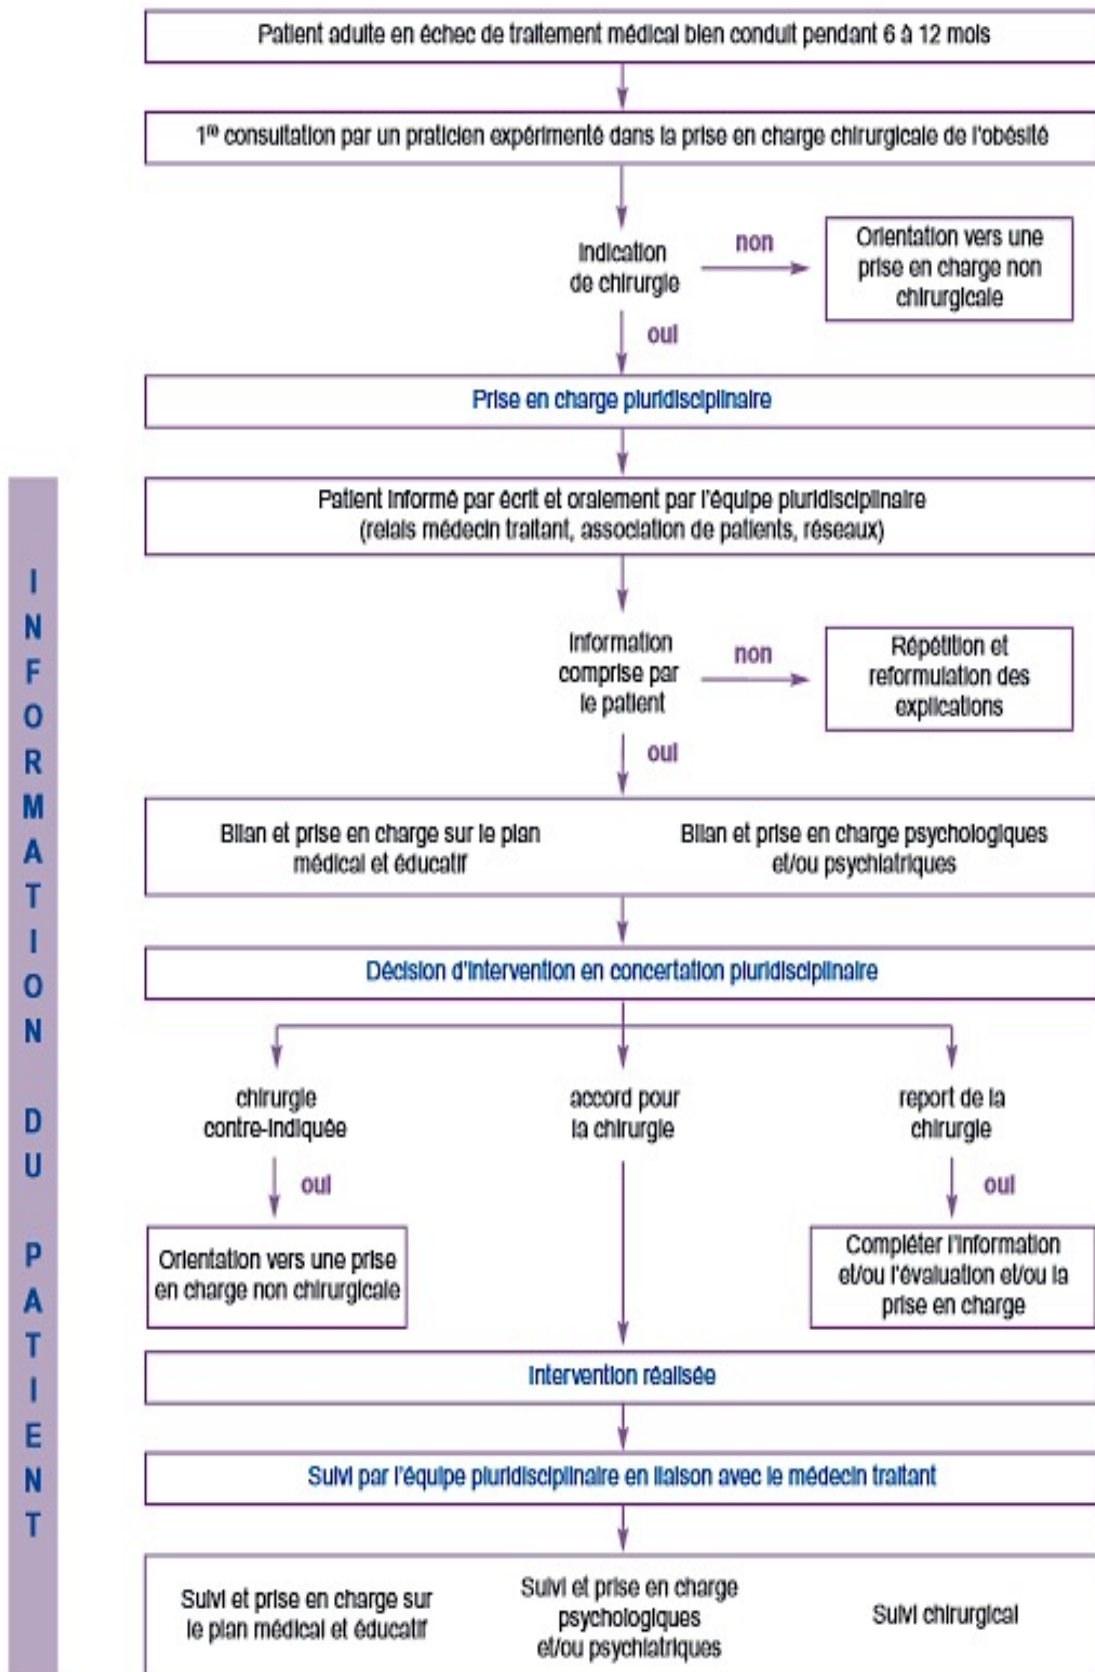 Patient adulte en échec de traitement médical bien conduit pendant 6 à 12 mois
1re consultation par un praticien expérimenté dans la prise en charge chirurgicale de l'obésité
Indication
de chirurgie
non
Orientation vers une
prise en charge non
chirurgicale
oui
Prise en charge pluridisciplinaire
Patient informé par écrit et oralement par l'équipe pluridisciplinaire
(relais médecin traitant, association de patients, réseaux)
Information
comprise par
le patient
non
Répétition et
reformulation des
explications
oui
Bilan et prise en charge sur le plan
médical et éducatif
Bilan et prise en charge psychologiques
et/ou psychiatriques
Décision d'intervention en concertation pluridisciplinaire
chirurgie
contre-indiquée
accord pour
la chirurgie
report de la
chirurgie
oui
oui
Orientation vers une prise
en charge non chirurgicale
Compléter l'information
et/ou l'évaluation et/ou la
prise en charge
Intervention réalisée
Suivi par l'équipe pluridisciplinaire en liaison avec le médecin traitant
Suivi et prise en charge sur
le plan médical et éducatif
Suivi et prise en charge
psychologiques
et/ou psychiatriques
Suivi chirurgical
INFORMATION DU PATIENT